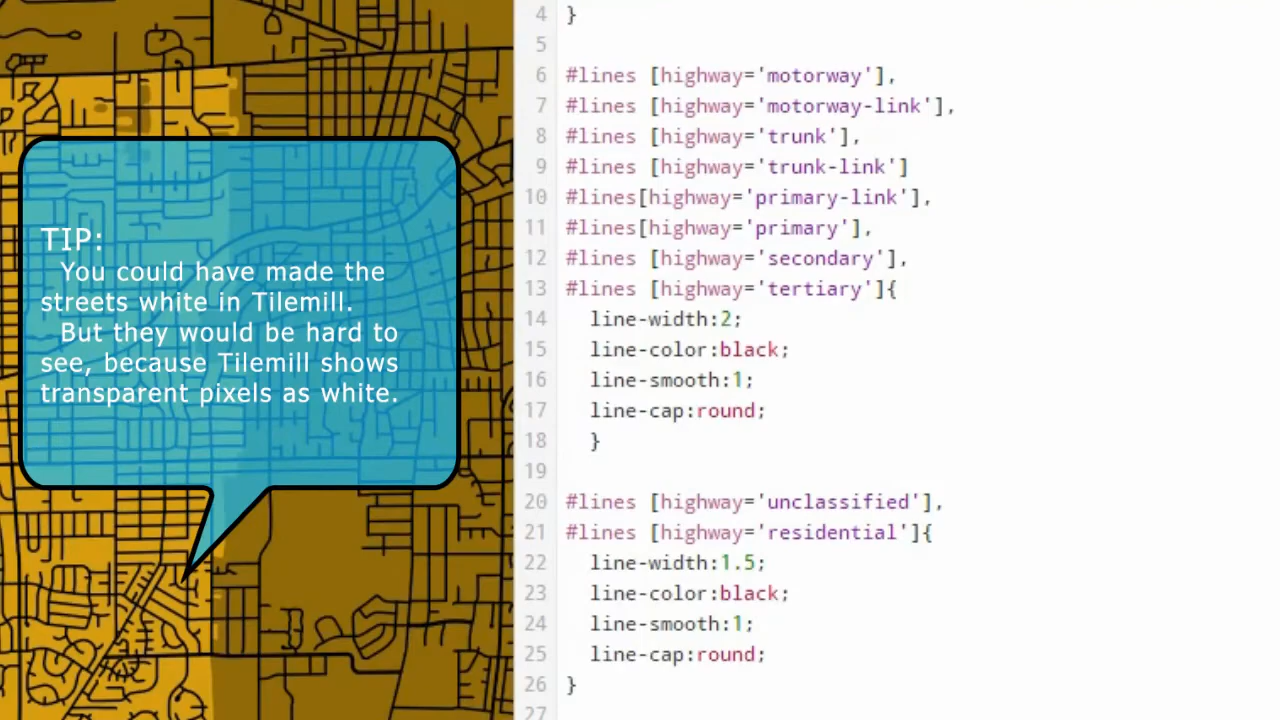 TIP:
You could have made the
streets white in Tilemill.
But they would be hard to
see, because Tilemill shows
transparent pixels as white.
4 }
5
6 #lines [highway='motorway'],
7 #lines [highway='motorway-link'],
8 #lines [highway='trunk'],
9 #lines [highway='trunk-link']
10 #lines[highway='primary-link'],
11 #lines[highway='primary'],
12 #lines [highway='secondary'],
13 #lines [highway='tertiary']{
14 line-width:2;
15 line-color:black;
16 line-smooth:1;
17 line-cap:round;
18 }
19
20 #lines [highway='unclassified'],
21 #lines [highway='residential']{
22 line-width:1.5;
23 line-color:black;
24 line-smooth:1;
25 line-cap:round;
26 }
27